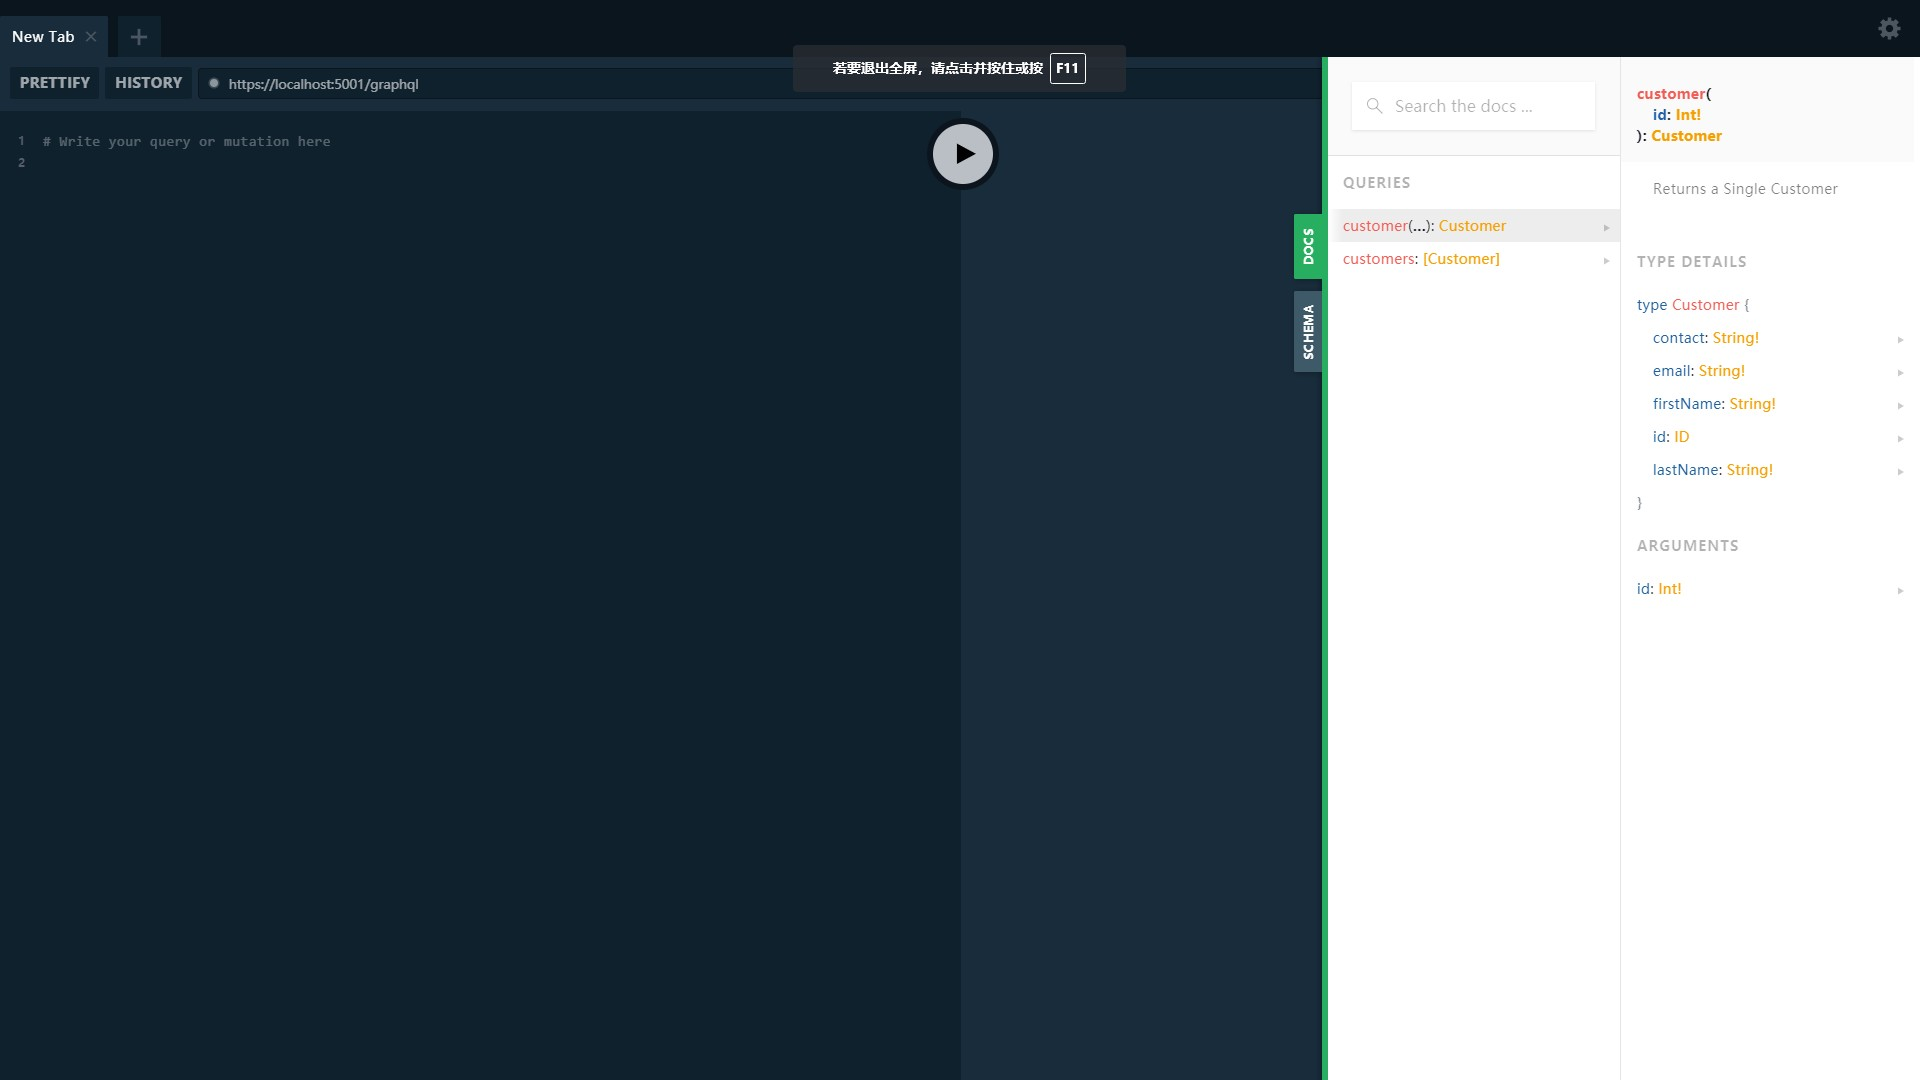 New Tab
若要退出全屏，请点击并按住或按 F11
PRETTIFY HISTORY https://localhost:5001/graphql
1 # Write your query or mutation here
2
DOCS
SCHEMA
Search the docs ...
QUERIES
customer(...): Customer
customers: [Customer]
customer(
id: Int!
): Customer
Returns a Single Customer
TYPE DETAILS
type Customer {
contact: String!
email: String!
firstName: String!
id: ID
lastName: String!
}
ARGUMENTS
id: Int!